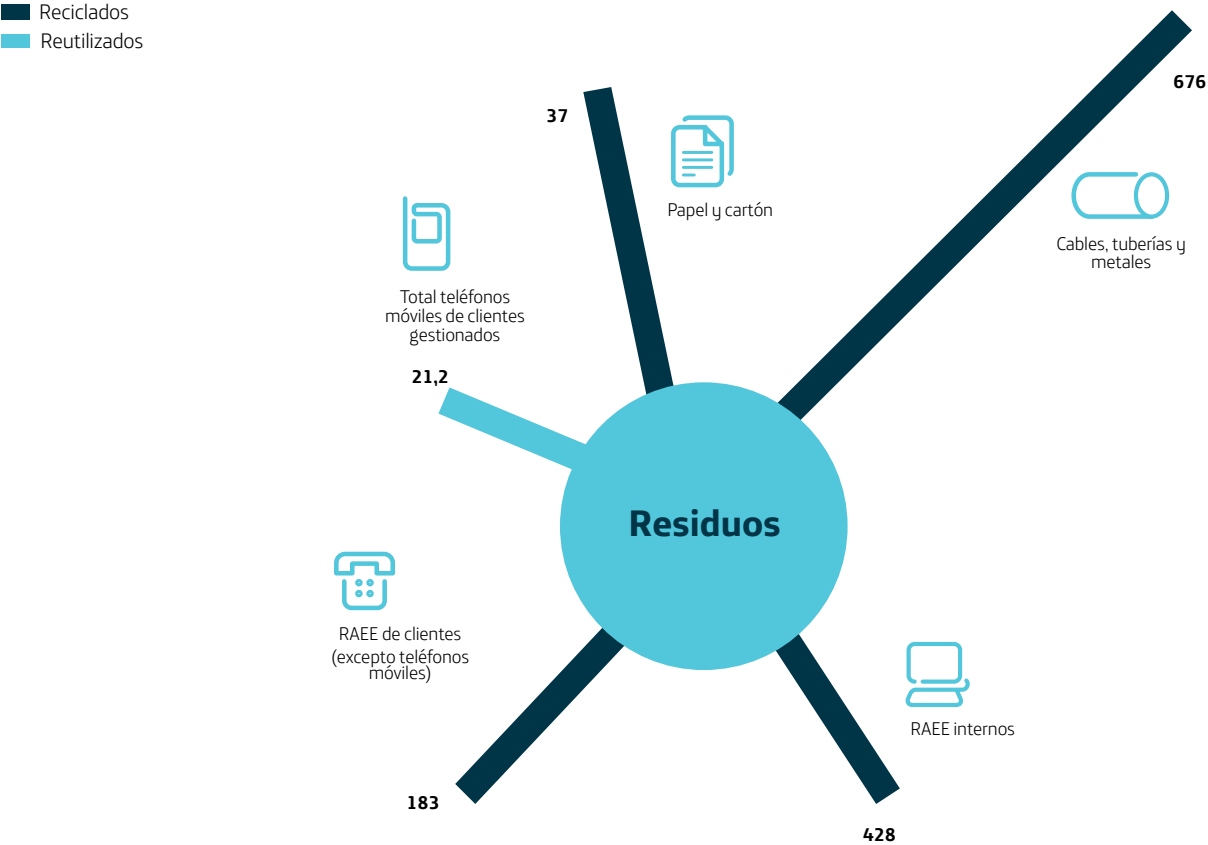 Reciclados
Reutilizados
676
37
Papel y cartón
Cables, tuberías y
metales
Total teléfonos
móviles de clientes
gestionados
21,2
Residuos
RAEE de clientes
(excepto teléfonos
móviles)
RAEE internos
183
428